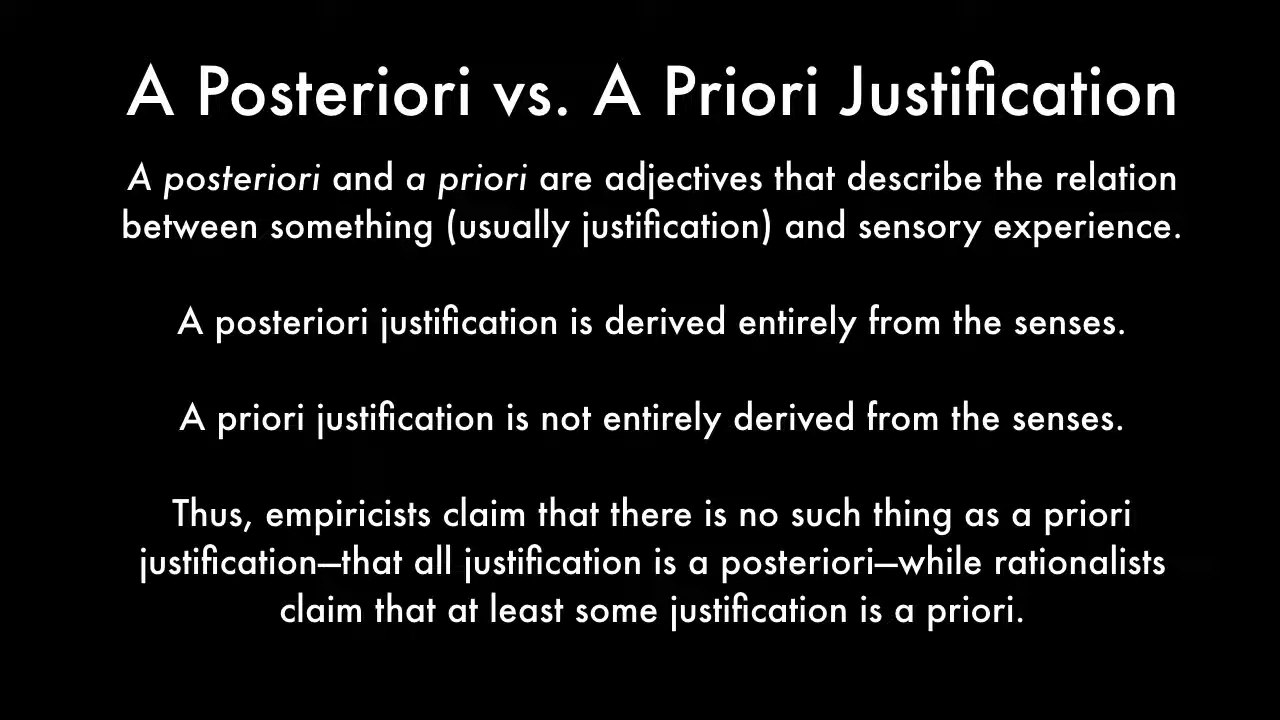 A Posteriori vs. A Priori Justification
A posteriori and a priori are adjectives that describe the relation
between something (usually justification) and sensory experience.
A posteriori justification is derived entirely from the senses.
A priori justification is not entirely derived from the senses.
Thus, empiricists claim that there is no such thing as a priori
justification—that all justification is a posteriori—while rationalists
claim that at least some justification is a priori.